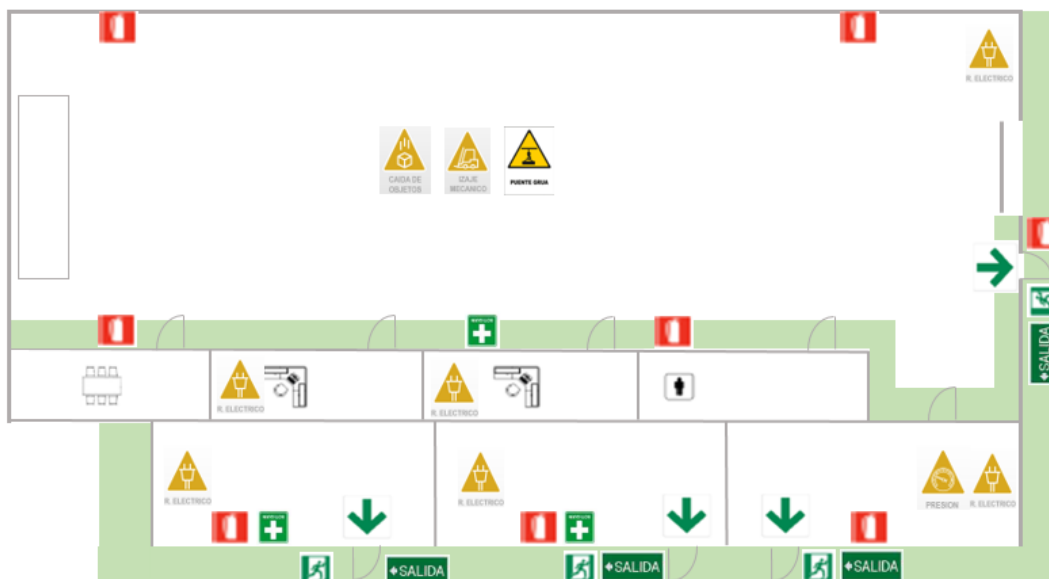 R. ELECTRICO
CAIDA DE
OBJETOS
IZAJE
MECANICO
PUENTE GRUA
SALIDA
R. ELECTRICO
R. ELECTRICO
R. ELECTRICO
R. ELECTRICO
PRESION
R. ELECTRICO
SALIDA
SALIDA
SALIDA